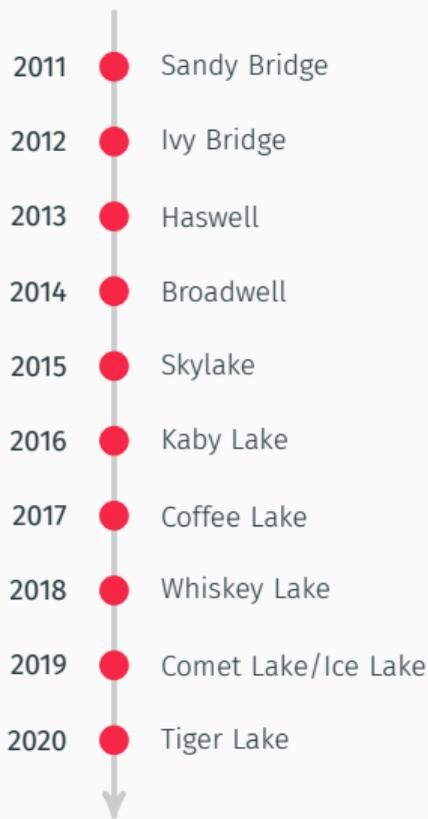 2011 Sandy Bridge
2012 Ivy Bridge
2013 Haswell
2014 Broadwell
2015 Skylake
2016 Kaby Lake
2017 Coffee Lake
2018 Whiskey Lake
2019 Comet Lake/Ice Lake
2020 Tiger Lake